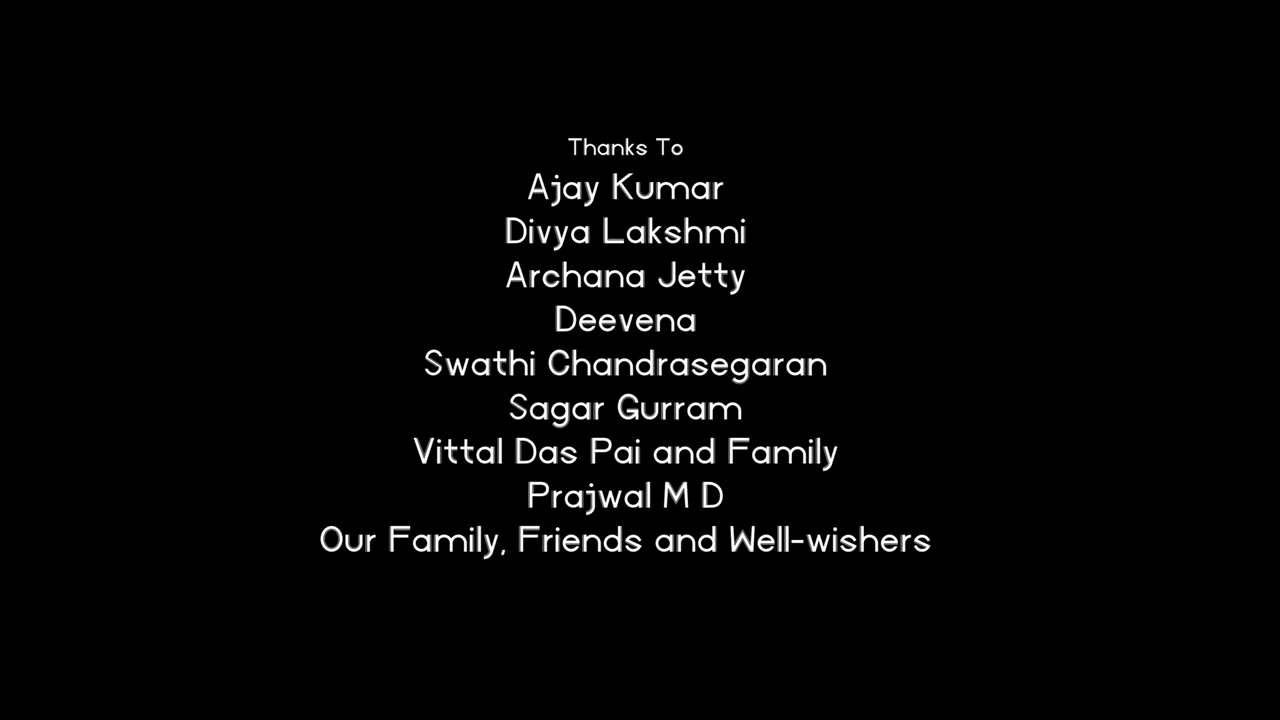 Thanks To
Ajay Kumar
Divya Lakshmi
Archana Jetty
Deevena
Swathi Chandrasegaran
Sagar Gurram
Vittal Das Pai and Family
Prajwal M D
Our Family, Friends and Well-wishers